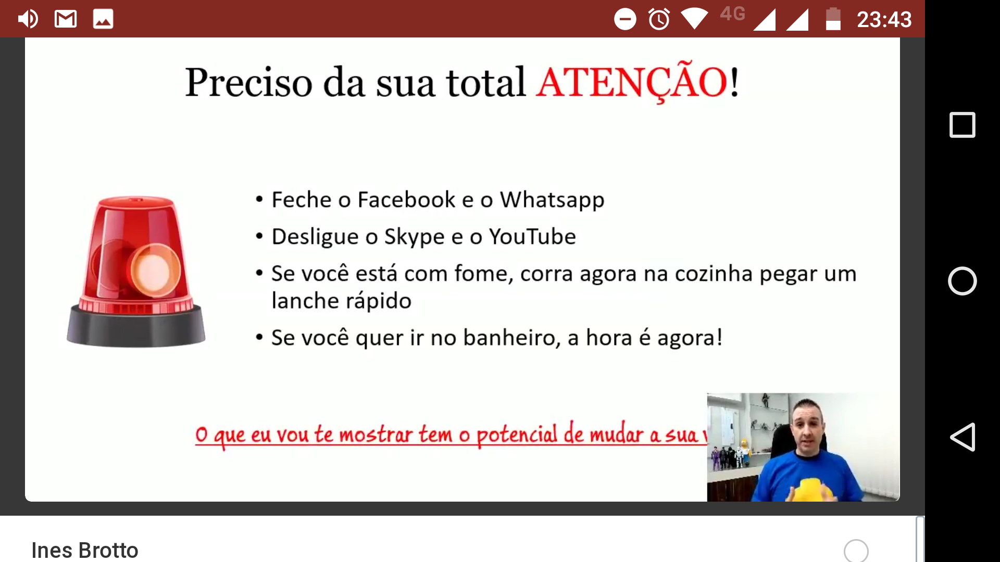 4G 23:43
Preciso da sua total ATENÇÃO!
• Feche o Facebook e o Whatsapp
• Desligue o Skype e o YouTube
• Se você está com fome, corra agora na cozinha pegar um
lanche rápido
• Se você quer ir no banheiro, a hora é agora!
O que eu vou te mostrar tem o potencial de mudar a sua
Ines Brotto